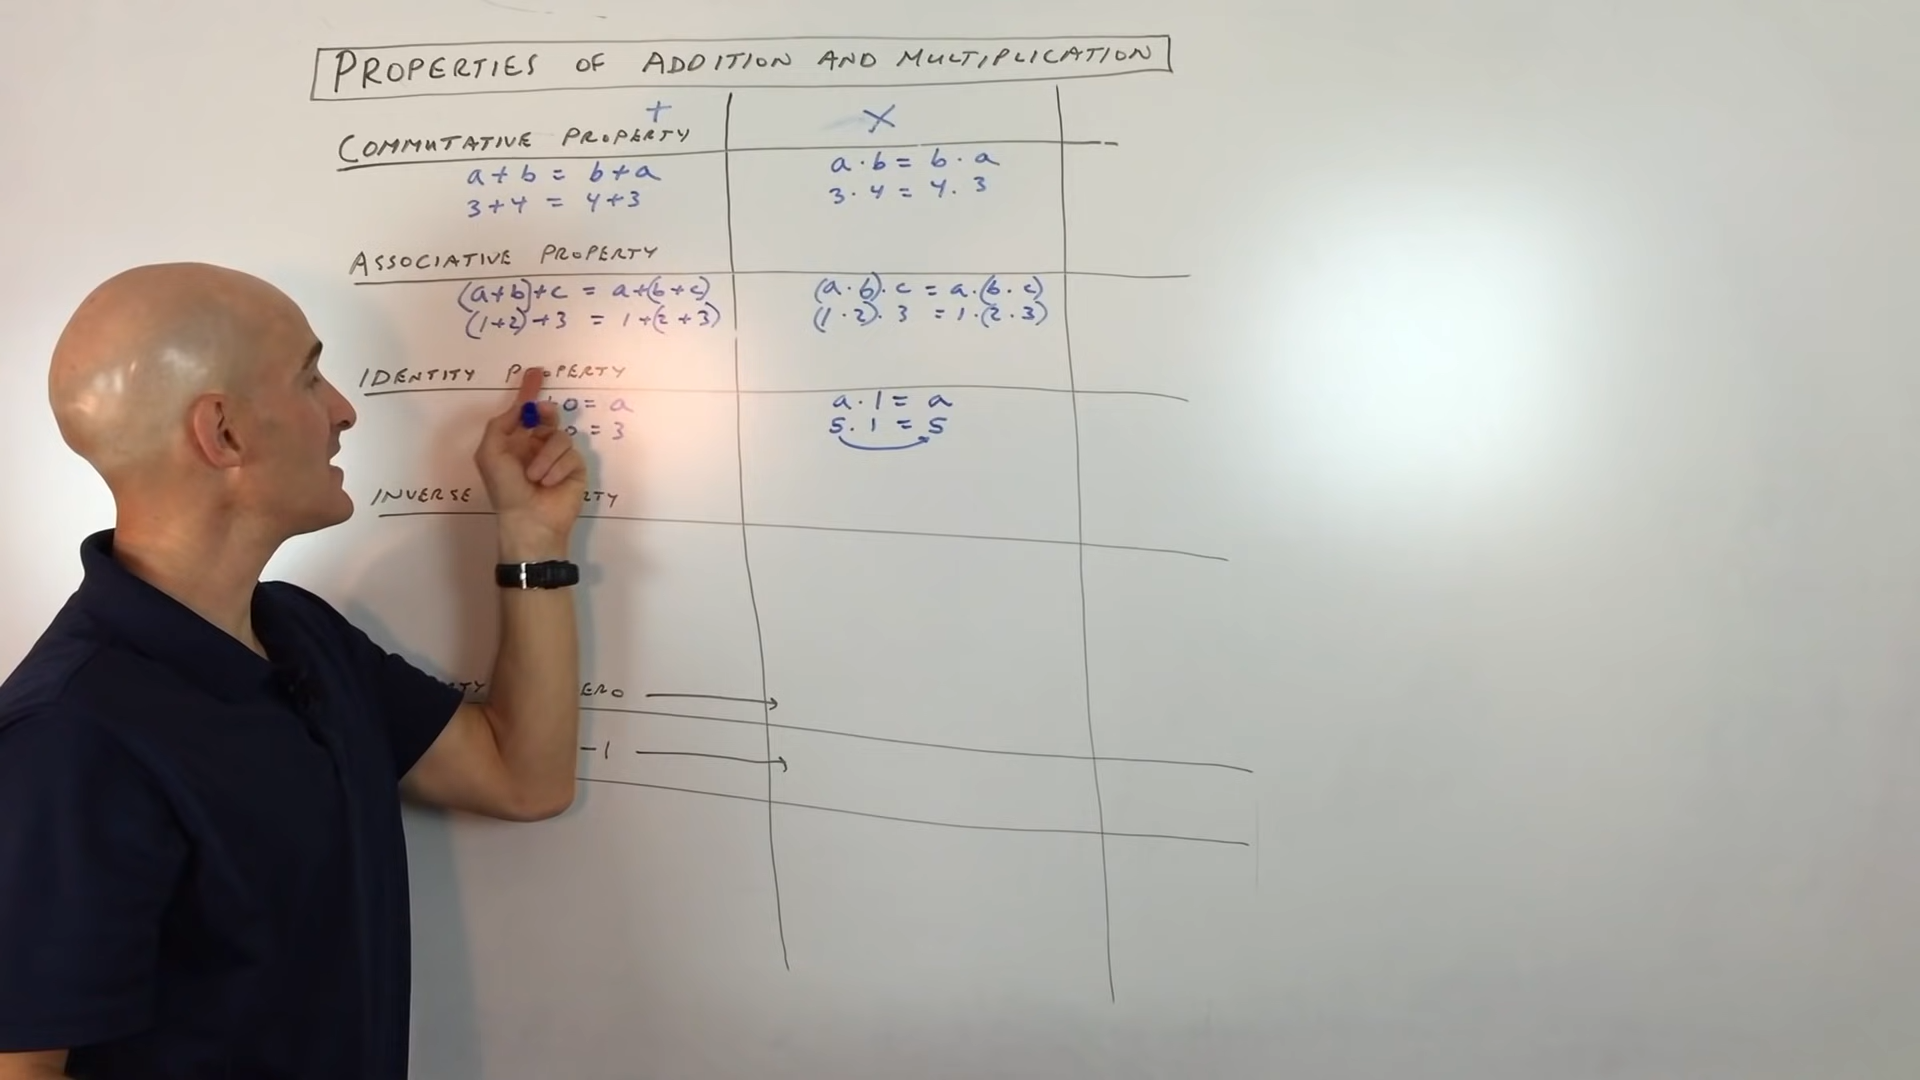 PROPERTIES OF ADDITION AND MULTIPLICATION
+
×
COMMUTATIVE PROPERTY
a+b = b+a
a·b = b·a
3+4 = 4+3
3·4 = 4·3
ASSOCIATIVE PROPERTY
(a+b)+c = a+(b+c)
(a·b)·c = a·(b·c)
(1+2)+3 = 1+(2+3)
(1·2)·3 = 1·(2·3)
IDENTITY PROPERTY
+0 = a
a·1 = a
0 = 3
5·1 = 5
INVERSE
-1